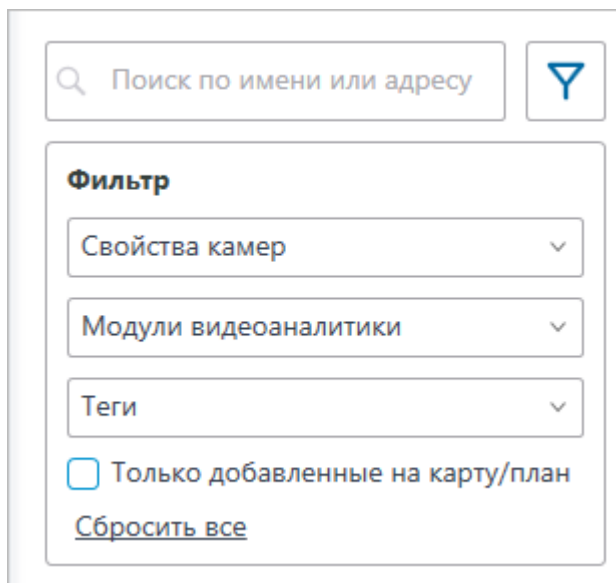 Поиск по имени или адресу
Фильтр
Свойства камер
Модули видеоаналитики
Теги
Только добавленные на карту/план
Сбросить все